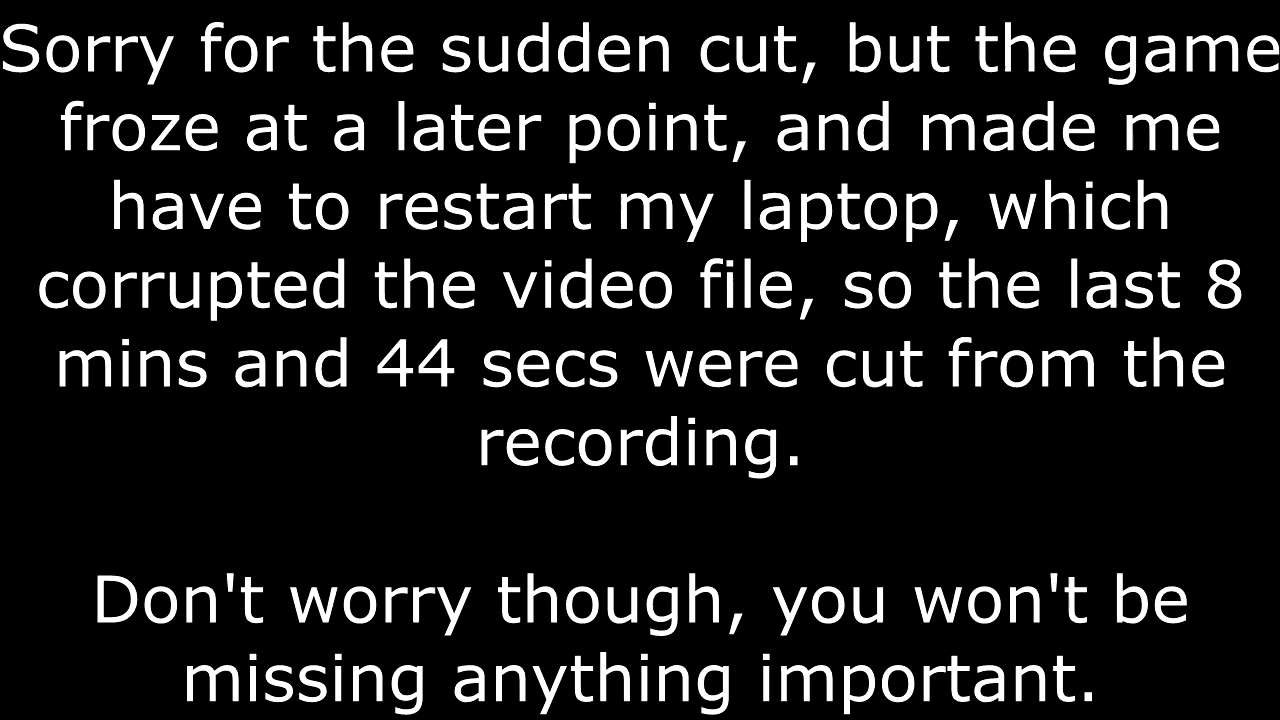 Sorry for the sudden cut, but the game
froze at a later point, and made me
have to restart my laptop, which
corrupted the video file, so the last 8
mins and 44 secs were cut from the
recording.
Don't worry though, you won't be
missing anything important.